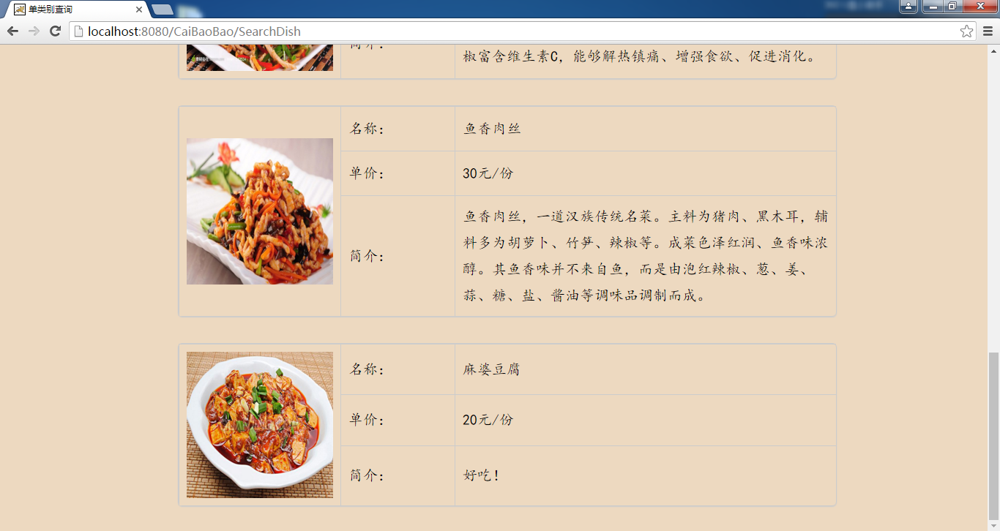 单类别查询
localhost:8080/CaiBaoBao/SearchDish
简介：
椒富含维生素C，能够解热镇痛、增强食欲、促进消化。
名称：
鱼香肉丝
单价：
30元/份
简介：
鱼香肉丝，一道汉族传统名菜。主料为猪肉、黑木耳，辅
料多为胡萝卜、竹笋、辣椒等。成菜色泽红润、鱼香味浓
醇。其鱼香味并不来自鱼，而是由泡红辣椒、葱、姜、
蒜、糖、盐、酱油等调味品调制而成。
名称：
麻婆豆腐
单价：
20元/份
简介：
好吃！